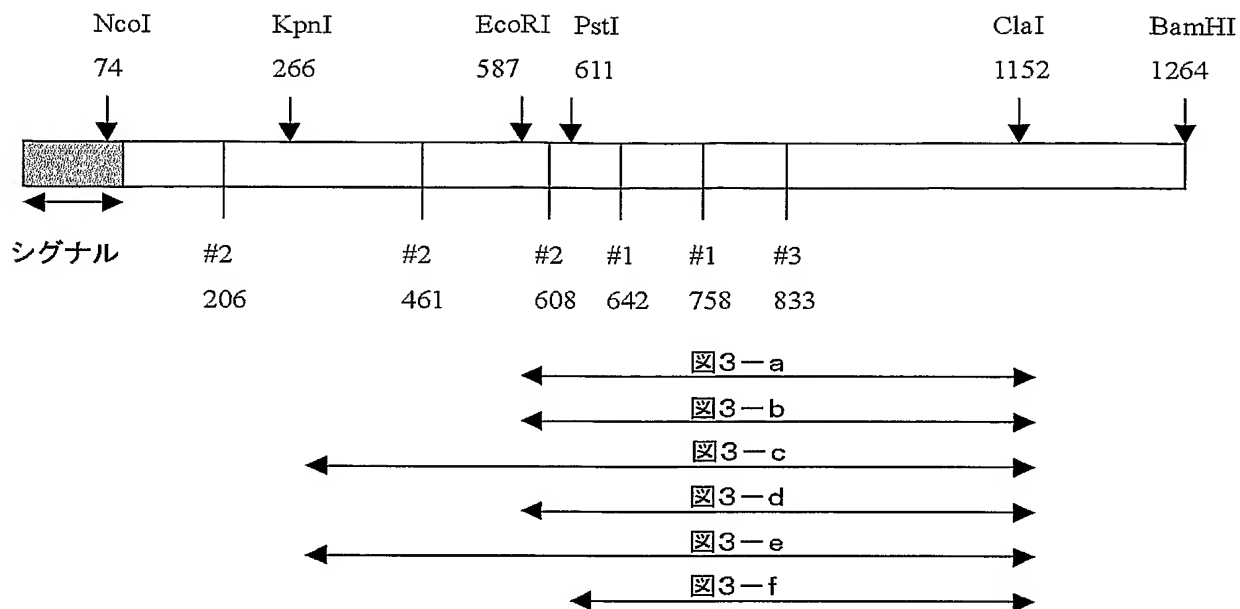 NcoI KpnI EcoRI PstI ClaI BamHI
74 266 587 611 1152 1264
シグナル #2 #2 #2 #1 #1 #3
206 461 608 642 758 833
図3－a
図3－b
図3－c
図3－d
図3－e
図3－f